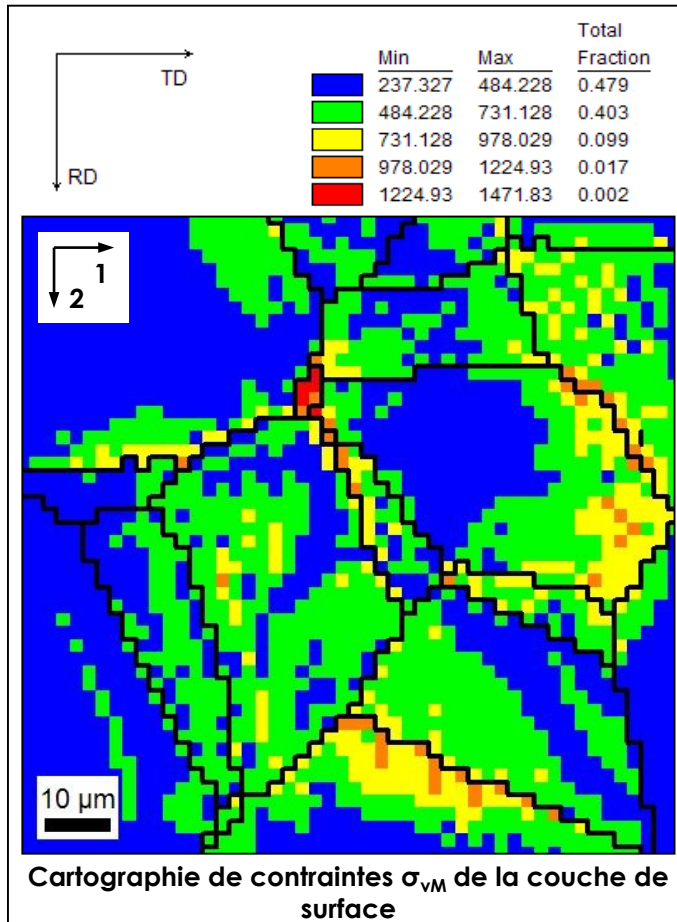 TD
RD
Total
Min Max Fraction
237.327 484.228 0.479
484.228 731.128 0.403
731.128 978.029 0.099
978.029 1224.93 0.017
1224.93 1471.83 0.002
1
2
10 µm
Cartographie de contraintes σvM de la couche de
surface